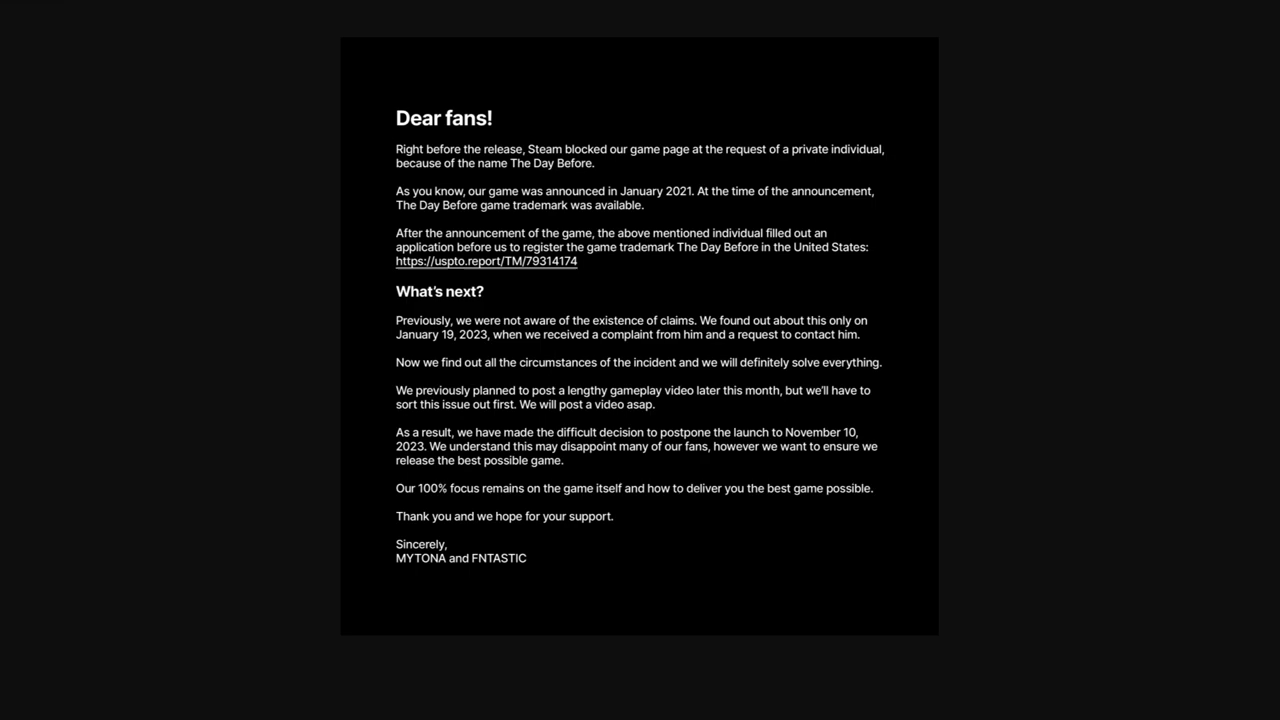 Dear fans!
Right before the release, Steam blocked our game page at the request of a private individual,
because of the name The Day Before.
As you know, our game was announced in January 2021. At the time of the announcement,
The Day Before game trademark was available.
After the announcement of the game, the above mentioned individual filled out an
application before us to register the game trademark The Day Before in the United States:
https://uspto.report/TM/79314174
What's next?
Previously, we were not aware of the existence of claims. We found out about this only on
January 19, 2023, when we received a complaint from him and a request to contact him.
Now we find out all the circumstances of the incident and we will definitely solve everything.
We previously planned to post a lengthy gameplay video later this month, but we'll have to
sort this issue out first. We will post a video asap.
As a result, we have made the difficult decision to postpone the launch to November 10,
2023. We understand this may disappoint many of our fans, however we want to ensure we
release the best possible game.
Our 100% focus remains on the game itself and how to deliver you the best game possible.
Thank you and we hope for your support.
Sincerely,
MYTONA and FNTASTIC